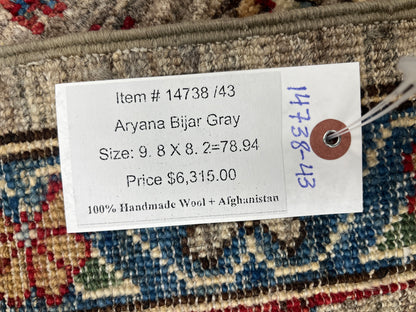 Item # 14738 /43
Aryana Bijar Gray
Size: 9. 8 X 8. 2=78.94
Price $6,315.00
100% Handmade Wool + Afghanistan
14738-43